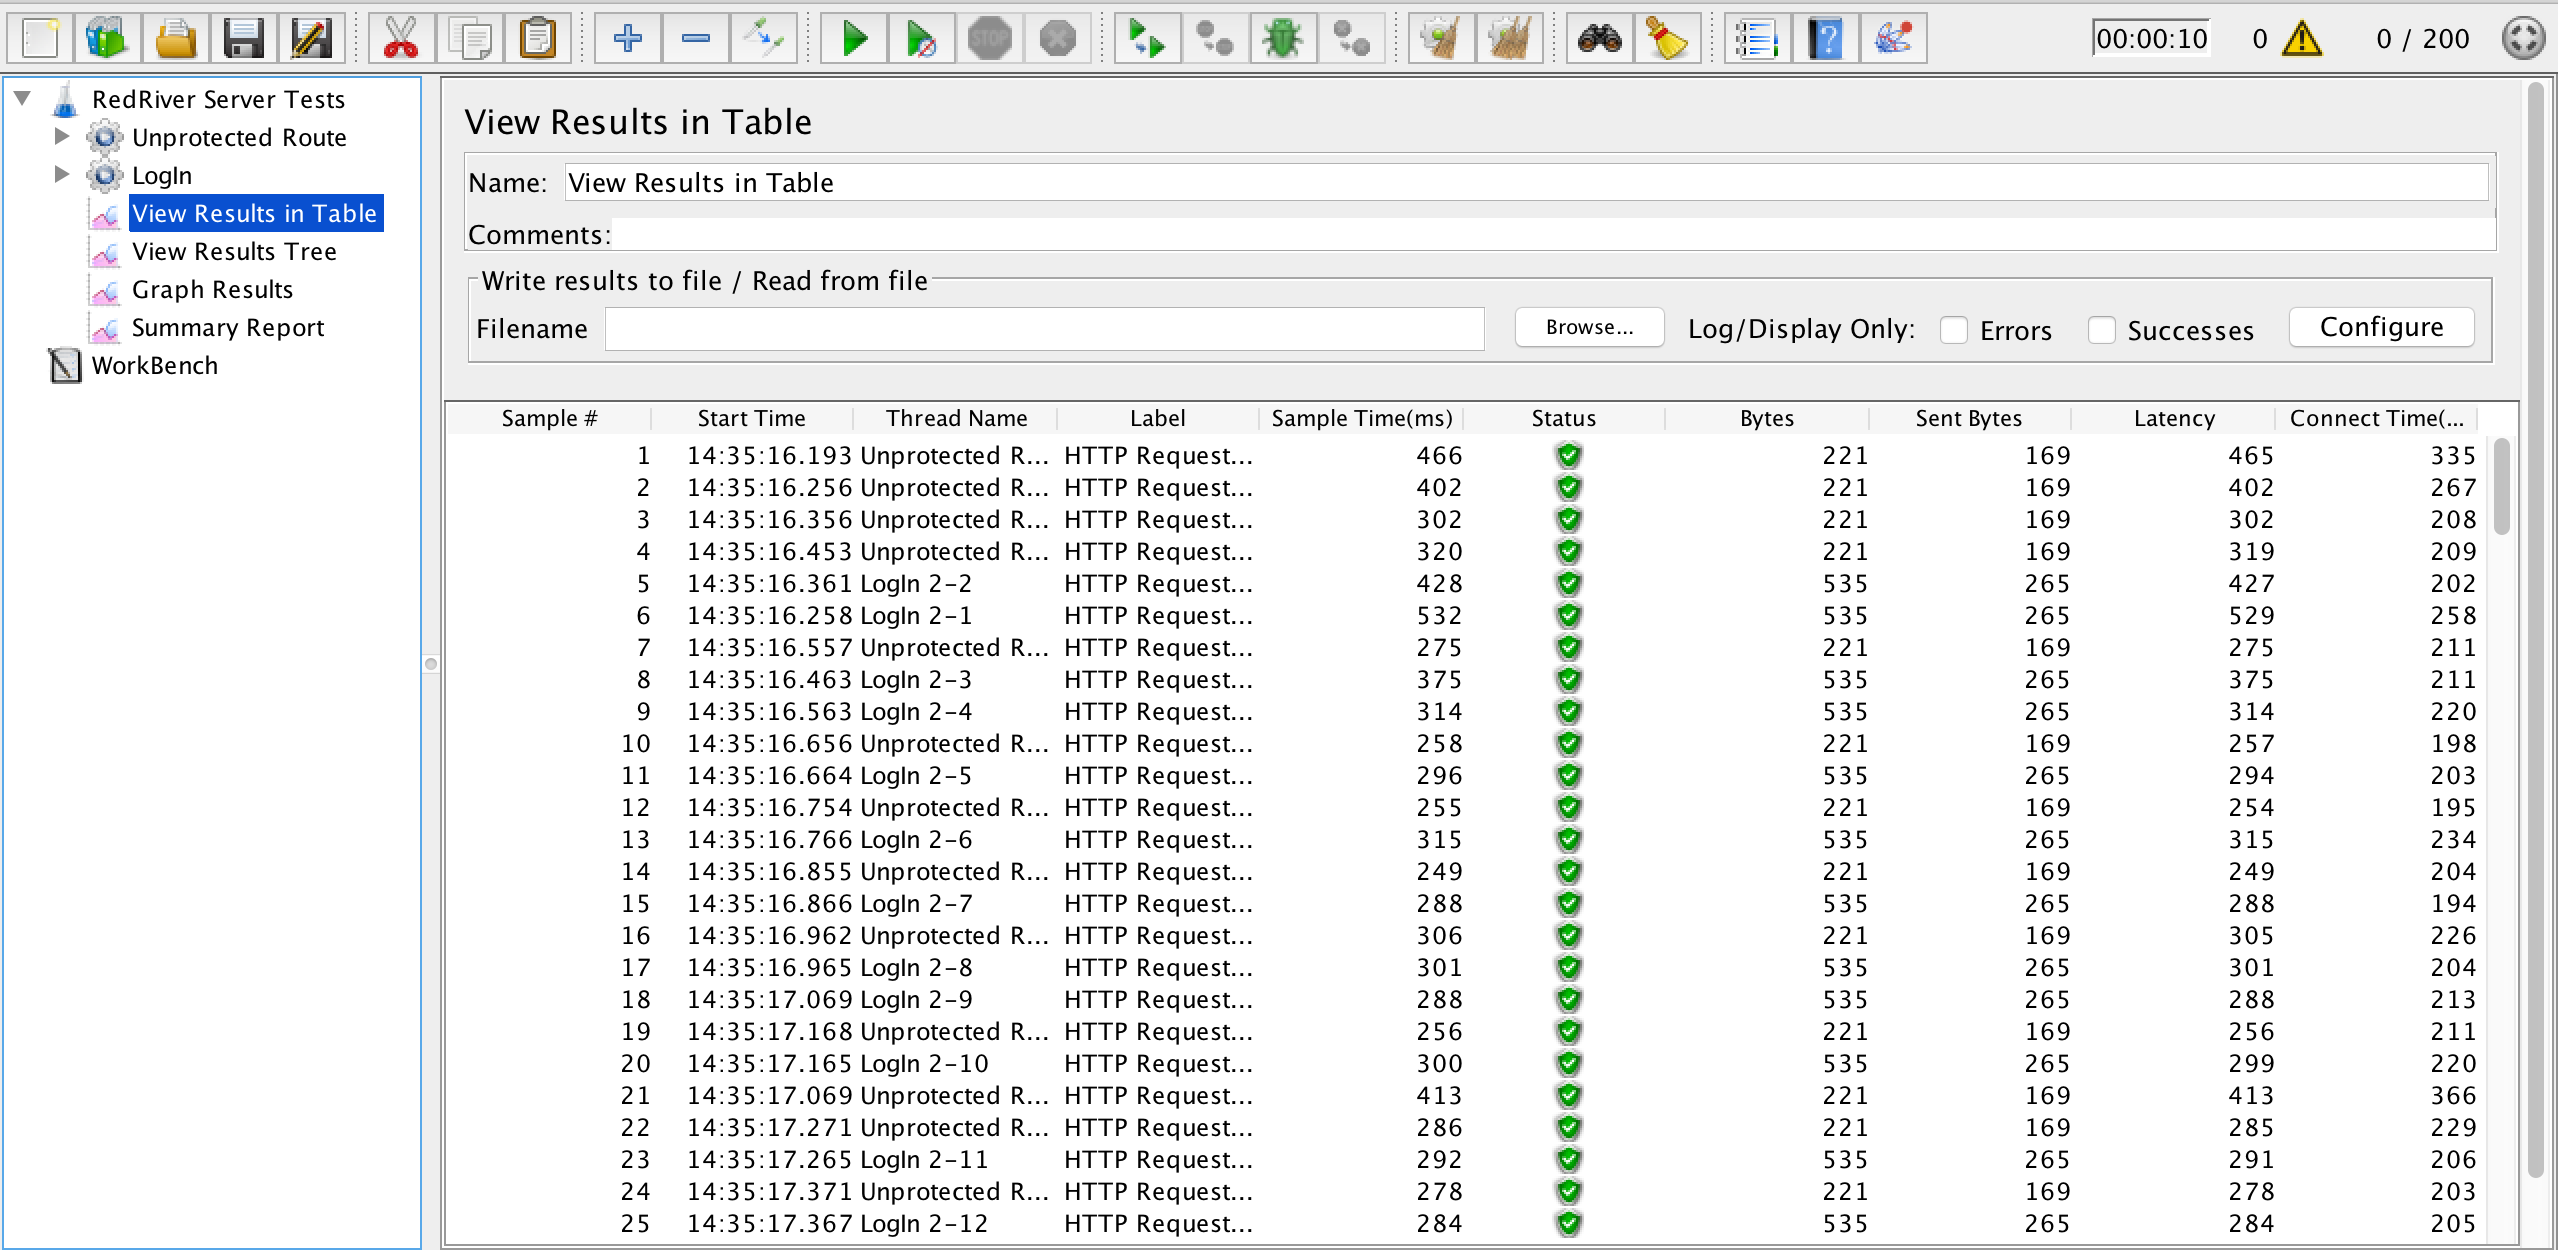 STOP 00:00:10 0 0 / 200
RedRiver Server Tests
Unprotected Route
LogIn
View Results in Table
View Results Tree
Graph Results
Summary Report
WorkBench
View Results in Table
Name: View Results in Table
Comments:
Write results to file / Read from file
Filename Browse... Log/Display Only: Errors Successes Configure
Sample # Start Time Thread Name Label Sample Time(ms) Status Bytes Sent Bytes Latency Connect Time(...
1 14:35:16.193 Unprotected R... HTTP Request... 466 221 169 465 335
2 14:35:16.256 Unprotected R... HTTP Request... 402 221 169 402 267
3 14:35:16.356 Unprotected R... HTTP Request... 302 221 169 302 208
4 14:35:16.453 Unprotected R... HTTP Request... 320 221 169 319 209
5 14:35:16.361 LogIn 2-2 HTTP Request... 428 535 265 427 202
6 14:35:16.258 LogIn 2-1 HTTP Request... 532 535 265 529 258
7 14:35:16.557 Unprotected R... HTTP Request... 275 221 169 275 211
8 14:35:16.463 LogIn 2-3 HTTP Request... 375 535 265 375 211
9 14:35:16.563 LogIn 2-4 HTTP Request... 314 535 265 314 220
10 14:35:16.656 Unprotected R... HTTP Request... 258 221 169 257 198
11 14:35:16.664 LogIn 2-5 HTTP Request... 296 535 265 294 203
12 14:35:16.754 Unprotected R... HTTP Request... 255 221 169 254 195
13 14:35:16.766 LogIn 2-6 HTTP Request... 315 535 265 315 234
14 14:35:16.855 Unprotected R... HTTP Request... 249 221 169 249 204
15 14:35:16.866 LogIn 2-7 HTTP Request... 288 535 265 288 194
16 14:35:16.962 Unprotected R... HTTP Request... 306 221 169 305 226
17 14:35:16.965 LogIn 2-8 HTTP Request... 301 535 265 301 204
18 14:35:17.069 LogIn 2-9 HTTP Request... 288 535 265 288 213
19 14:35:17.168 Unprotected R... HTTP Request... 256 221 169 256 211
20 14:35:17.165 LogIn 2-10 HTTP Request... 300 535 265 299 220
21 14:35:17.069 Unprotected R... HTTP Request... 413 221 169 413 366
22 14:35:17.271 Unprotected R... HTTP Request... 286 221 169 285 229
23 14:35:17.265 LogIn 2-11 HTTP Request... 292 535 265 291 206
24 14:35:17.371 Unprotected R... HTTP Request... 278 221 169 278 203
25 14:35:17.367 LogIn 2-12 HTTP Request... 284 535 265 284 205